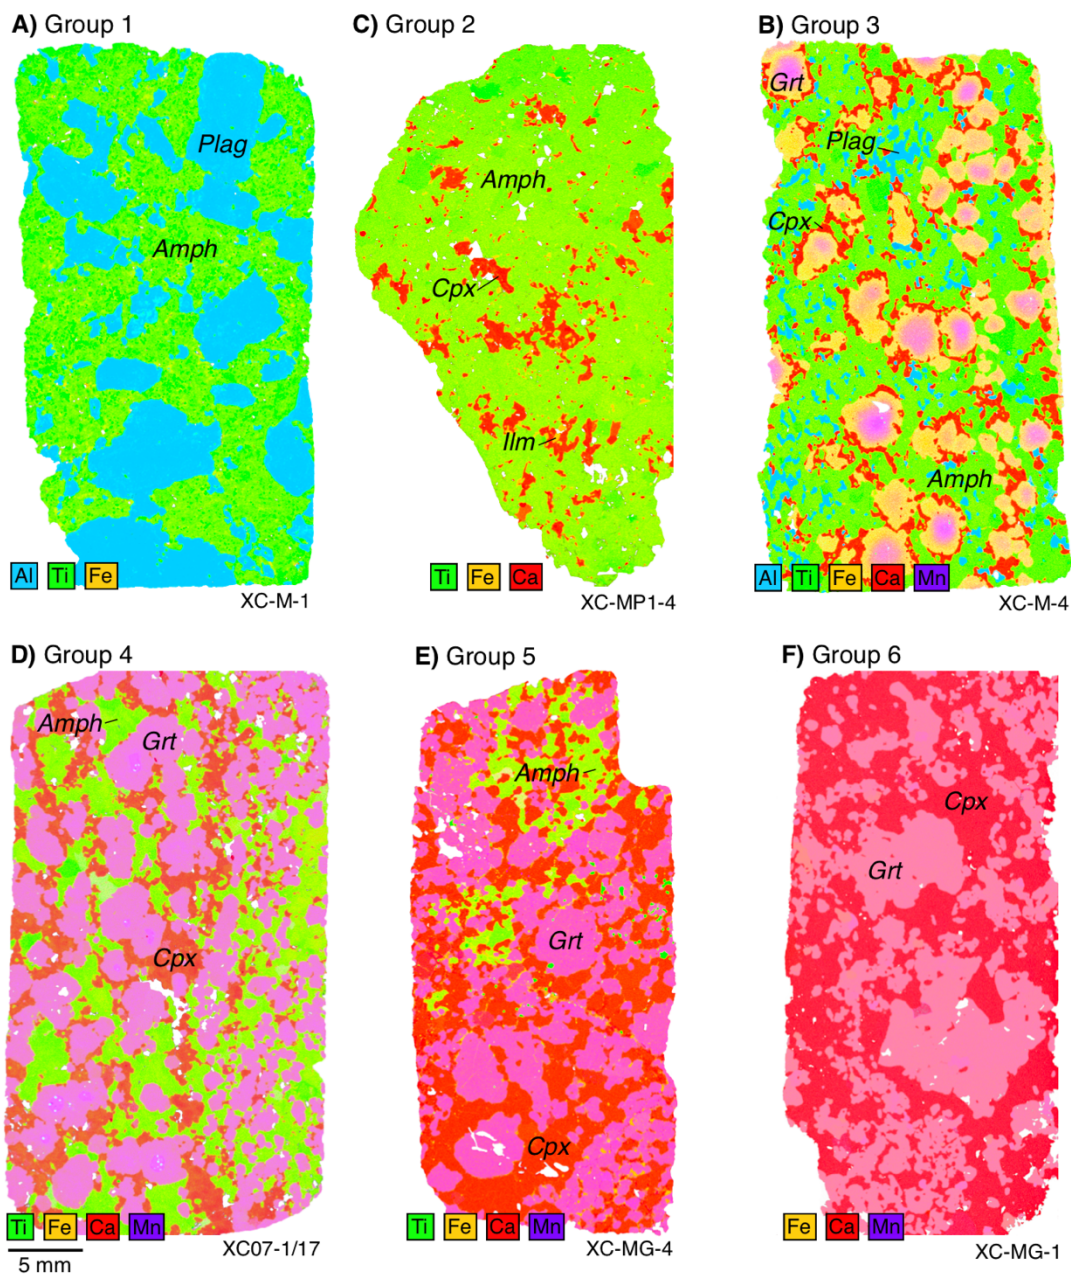 A) Group 1
Plag
Amph
Al Ti Fe
XC-M-1
C) Group 2
Amph
Cpx
Ilm
Ti Fe Ca
XC-MP1-4
B) Group 3
Grt
Plag
Cpx
Amph
Al Ti Fe Ca Mn
XC-M-4
D) Group 4
Amph
Grt
Cpx
Ti Fe Ca Mn
XC07-1/17
5 mm
E) Group 5
Amph
Grt
Cpx
Ti Fe Ca Mn
XC-MG-4
F) Group 6
Cpx
Grt
Fe Ca Mn
XC-MG-1